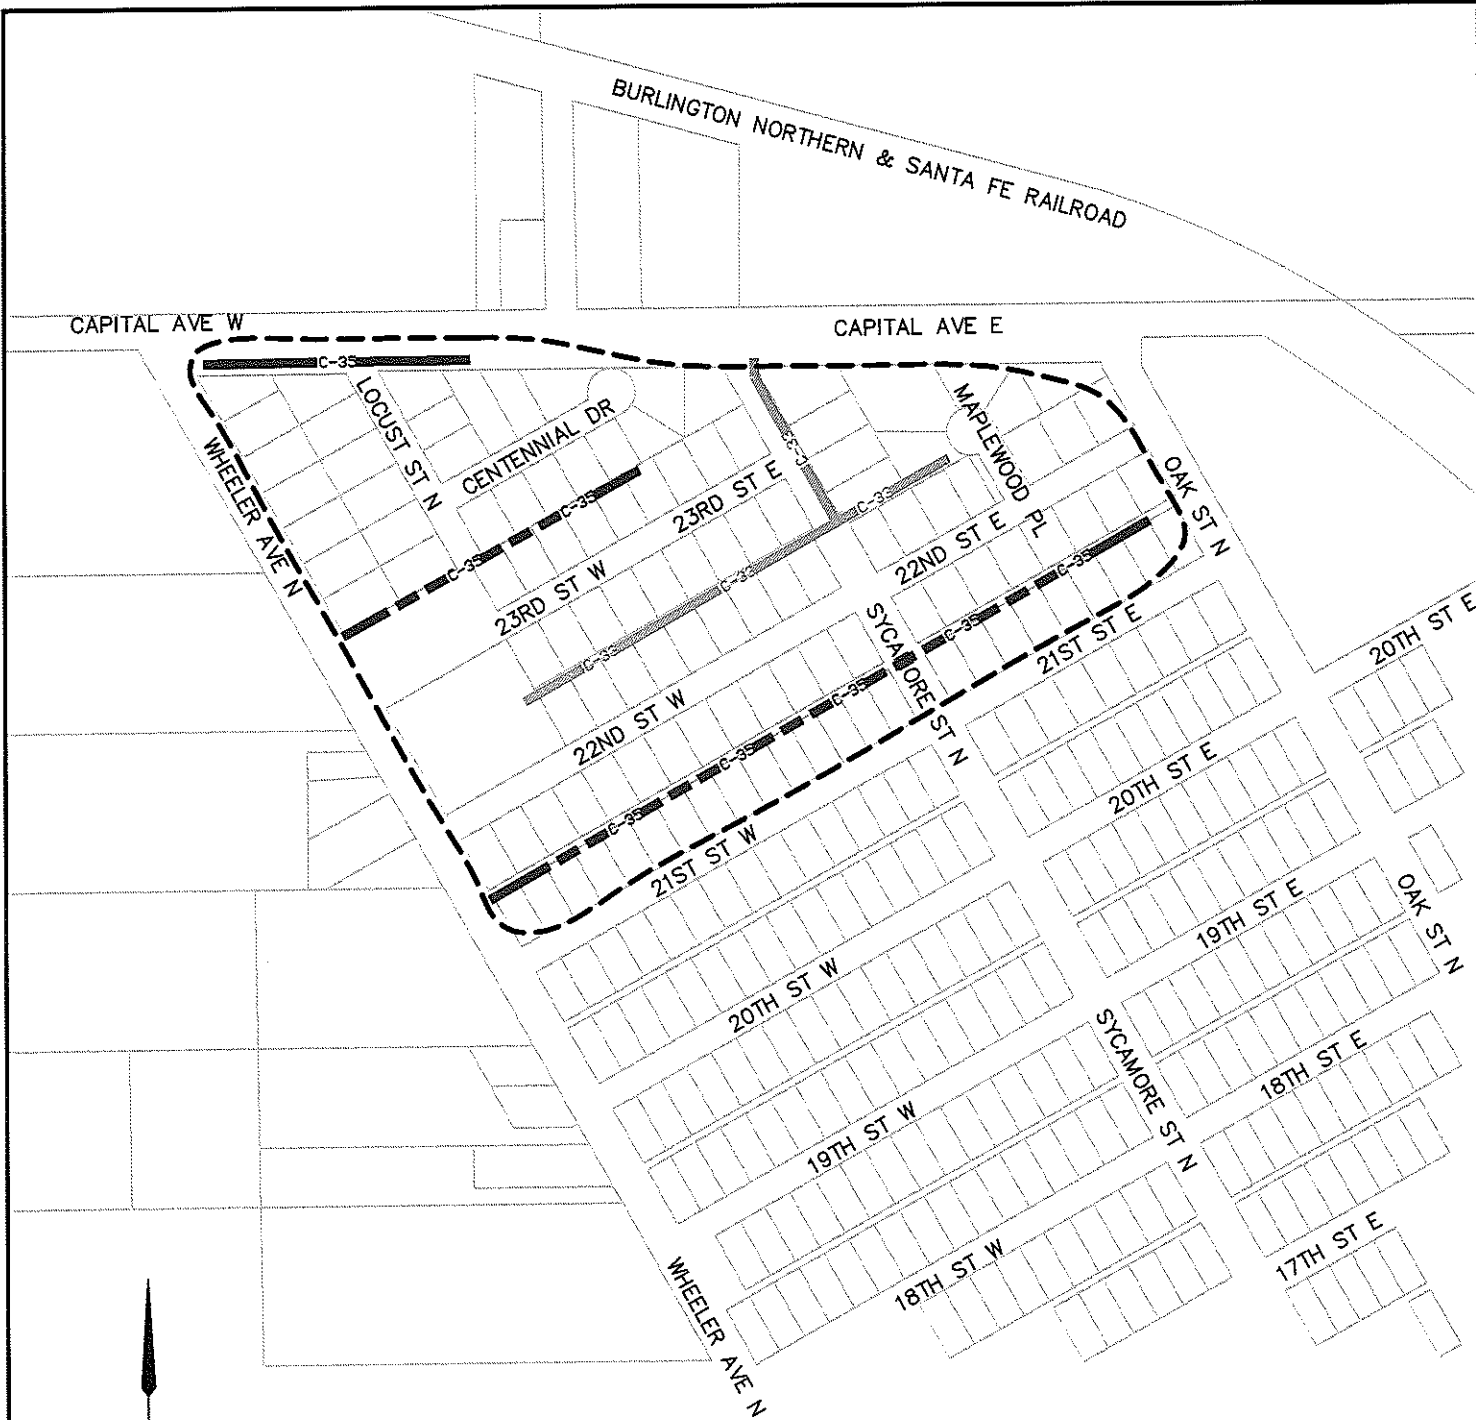 BURLINGTON NORTHERN & SANTA FE RAILROAD
CAPITAL AVE W
CAPITAL AVE E
C-35
LOCUST ST N
CENTENNIAL DR
MAPLEWOOD PL
WHEELER AVE N
C-33
23RD ST E
OAK ST N
C-35
C-33
C-35
23RD ST W
22ND ST E
C-35
C-33
C-35
SYCAMORE ST N
21ST ST E
20TH ST E
C-33
22ND ST W
C-35
C-35
20TH ST E
C-35
21ST ST W
19TH ST E
OAK ST N
20TH ST W
SYCAMORE ST N
18TH ST E
19TH ST W
17TH ST E
18TH ST W
WHEELER AVE N